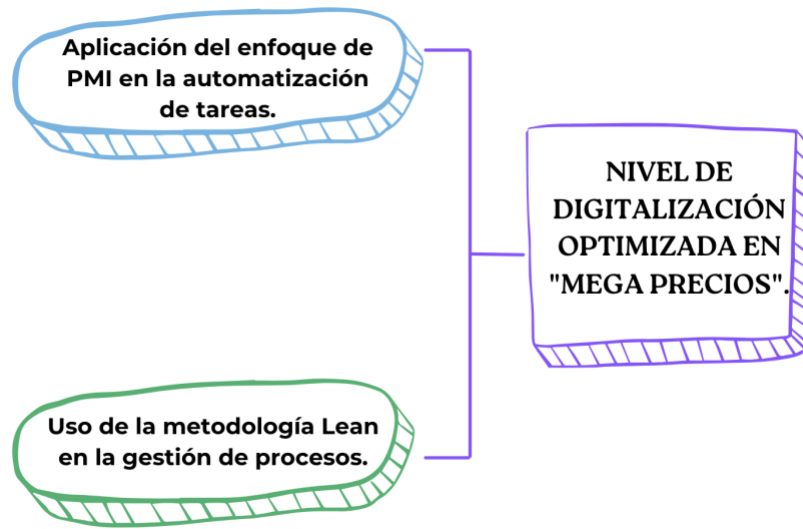 Aplicación del enfoque de
PMI en la automatización
de tareas.
NIVEL DE
DIGITALIZACIÓN
OPTIMIZADA EN
"MEGA PRECIOS".
Uso de la metodología Lean
en la gestión de procesos.